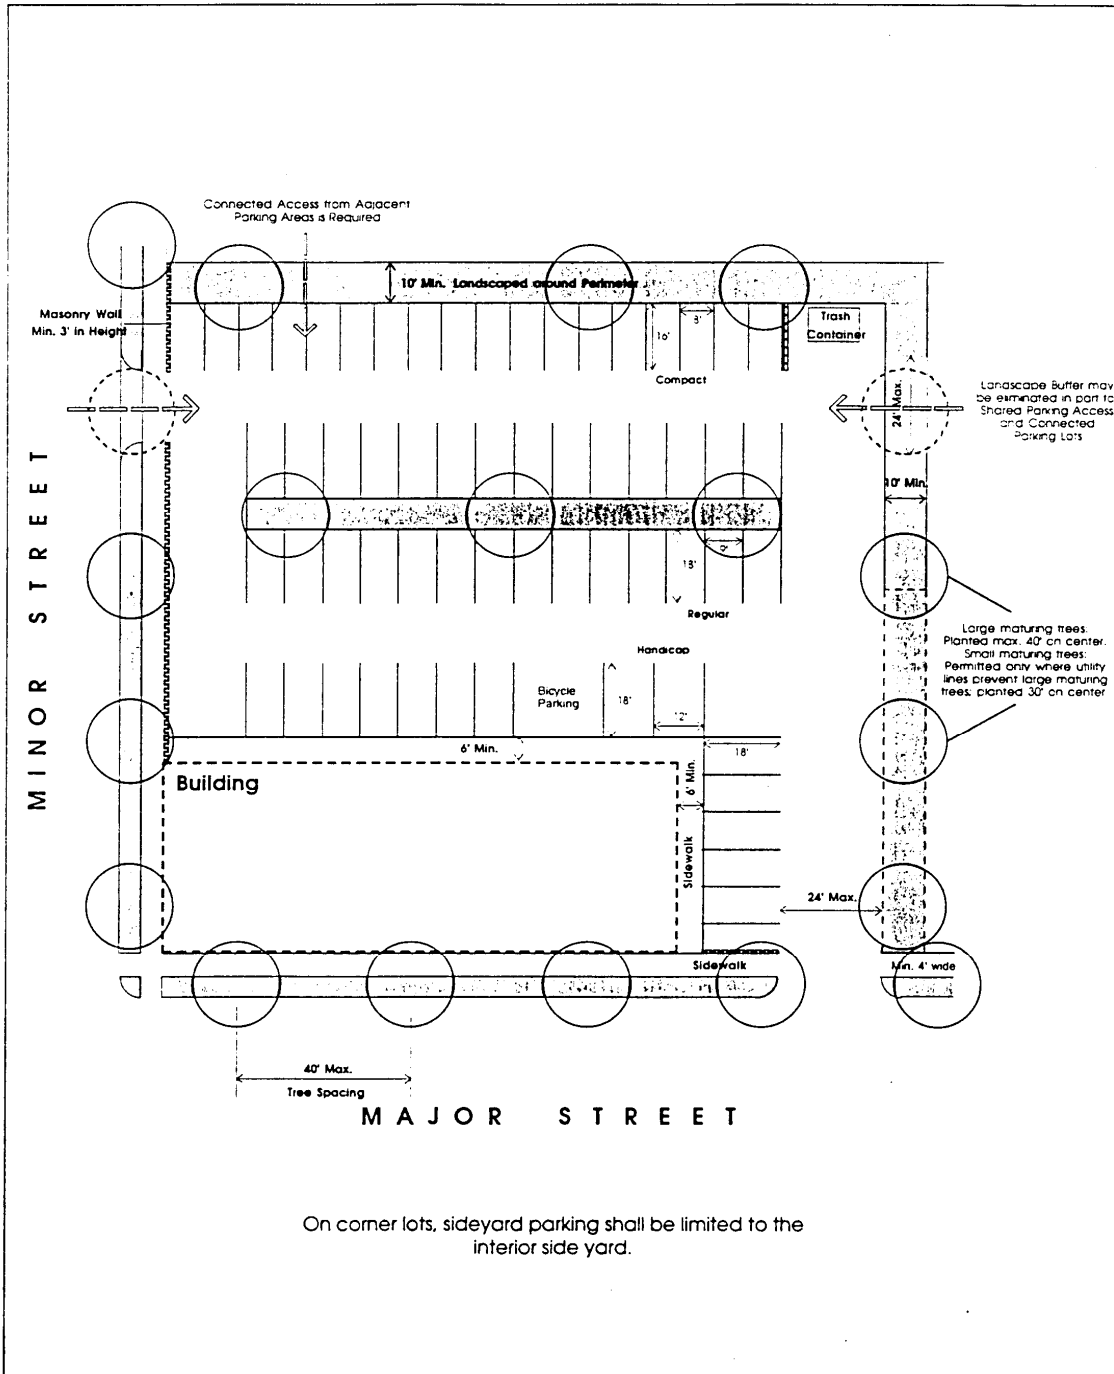 Connected Access from Adjacent
Parking Areas is Required
10' Min. Landscaped around Perimeter
Masonry Wall
Min. 3' in Height
16'
8'
Trash
Container
Compact
24' Max.
Landscape Buffer may
be eliminated in part to
Shared Parking Access
and Connected
Parking Lots
MINOR STREET
10' Min.
9'
18'
Regular
Large maturing trees:
Planted max. 40' on center.
Small maturing trees:
Permitted only where utility
lines prevent large maturing
trees; planted 30' on center
Handicap
Bicycle
Parking
18'
12'
6' Min.
18'
Building
6' Min.
Sidewalk
24' Max.
Sidewalk
Min. 4' wide
40' Max.
Tree Spacing
MAJOR STREET
On corner lots, sideyard parking shall be limited to the
interior side yard.